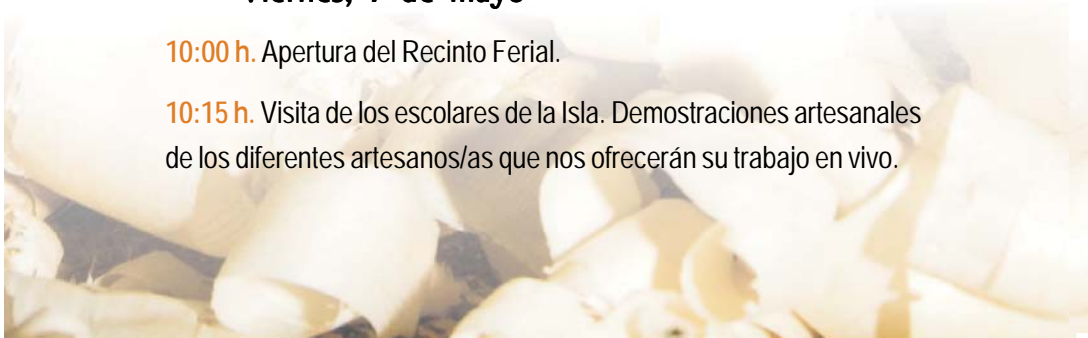 10:00 h. Apertura del Recinto Ferial.
10:15 h. Visita de los escolares de la Isla. Demostraciones artesanales
de los diferentes artesanos/as que nos ofrecerán su trabajo en vivo.